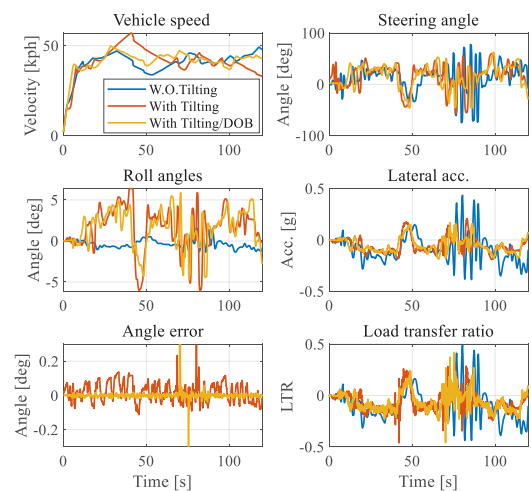 Vehicle speed
Velocity [kph]
50
0
0
50
100
W.O.Tilting
With Tilting
With Tilting/DOB
Steering angle
Angle [deg]
100
0
-100
0
50
100
Roll angles
Angle [deg]
5
0
-5
0
50
100
Lateral acc.
Acc. [g]
0.5
0
-0.5
0
50
100
Angle error
Angle [deg]
0.2
0
-0.2
0
50
100
Time [s]
Load transfer ratio
LTR
0.5
0
-0.5
0
50
100
Time [s]